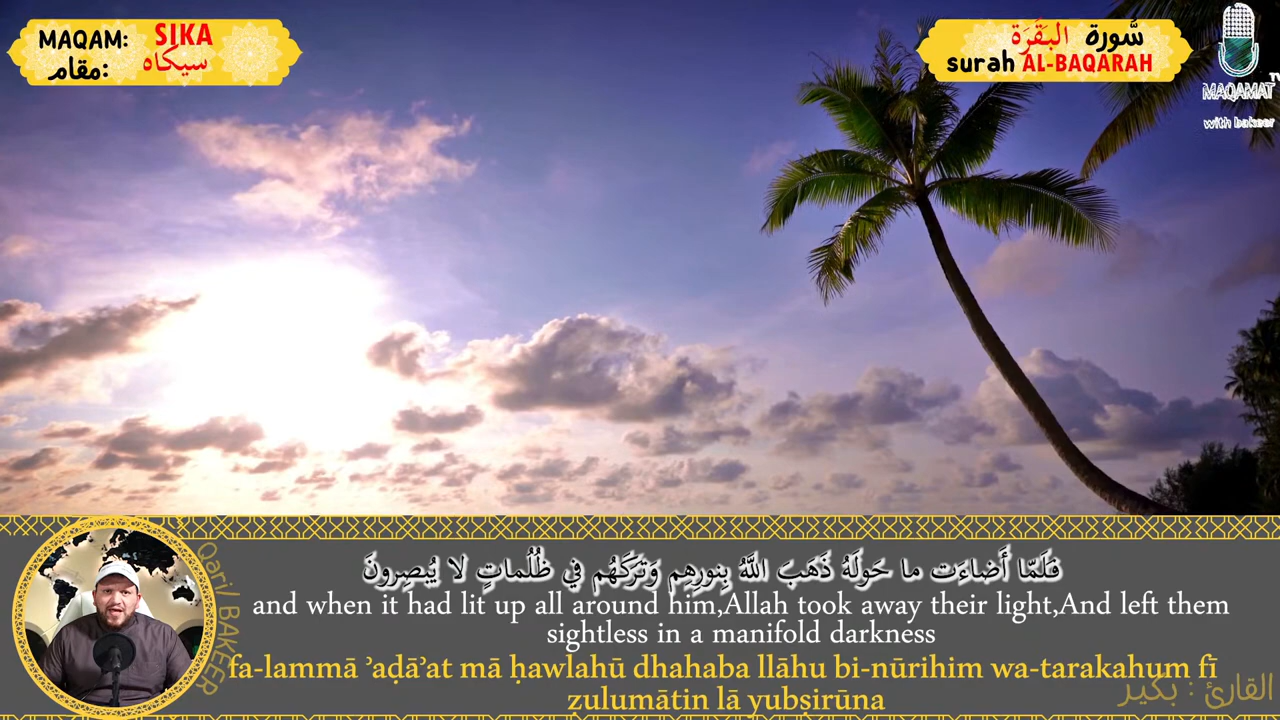 MAQAM: SIKA
مقام: سيكاه
سُّورة البَقَرَة
surah AL-BAQARAH
TV
MAQAMAT
with bakeer
فَلَمّا أَضاءَت ما حَولَهُ ذَهَبَ اللَّهُ بِنورِهِم وَتَرَكَهُم في ظُلُماتٍ لا يُبصِرونَ
and when it had lit up all around him,Allah took away their light,And left them
sightless in a manifold darkness
fa-lammā ʾaḍāʾat mā ḥawlahū dhahaba llāhu bi-nūrihim wa-tarakahum fī
ẓulumātin lā yubṣirūna
Qari/ BAKEER
القارئ : بكير